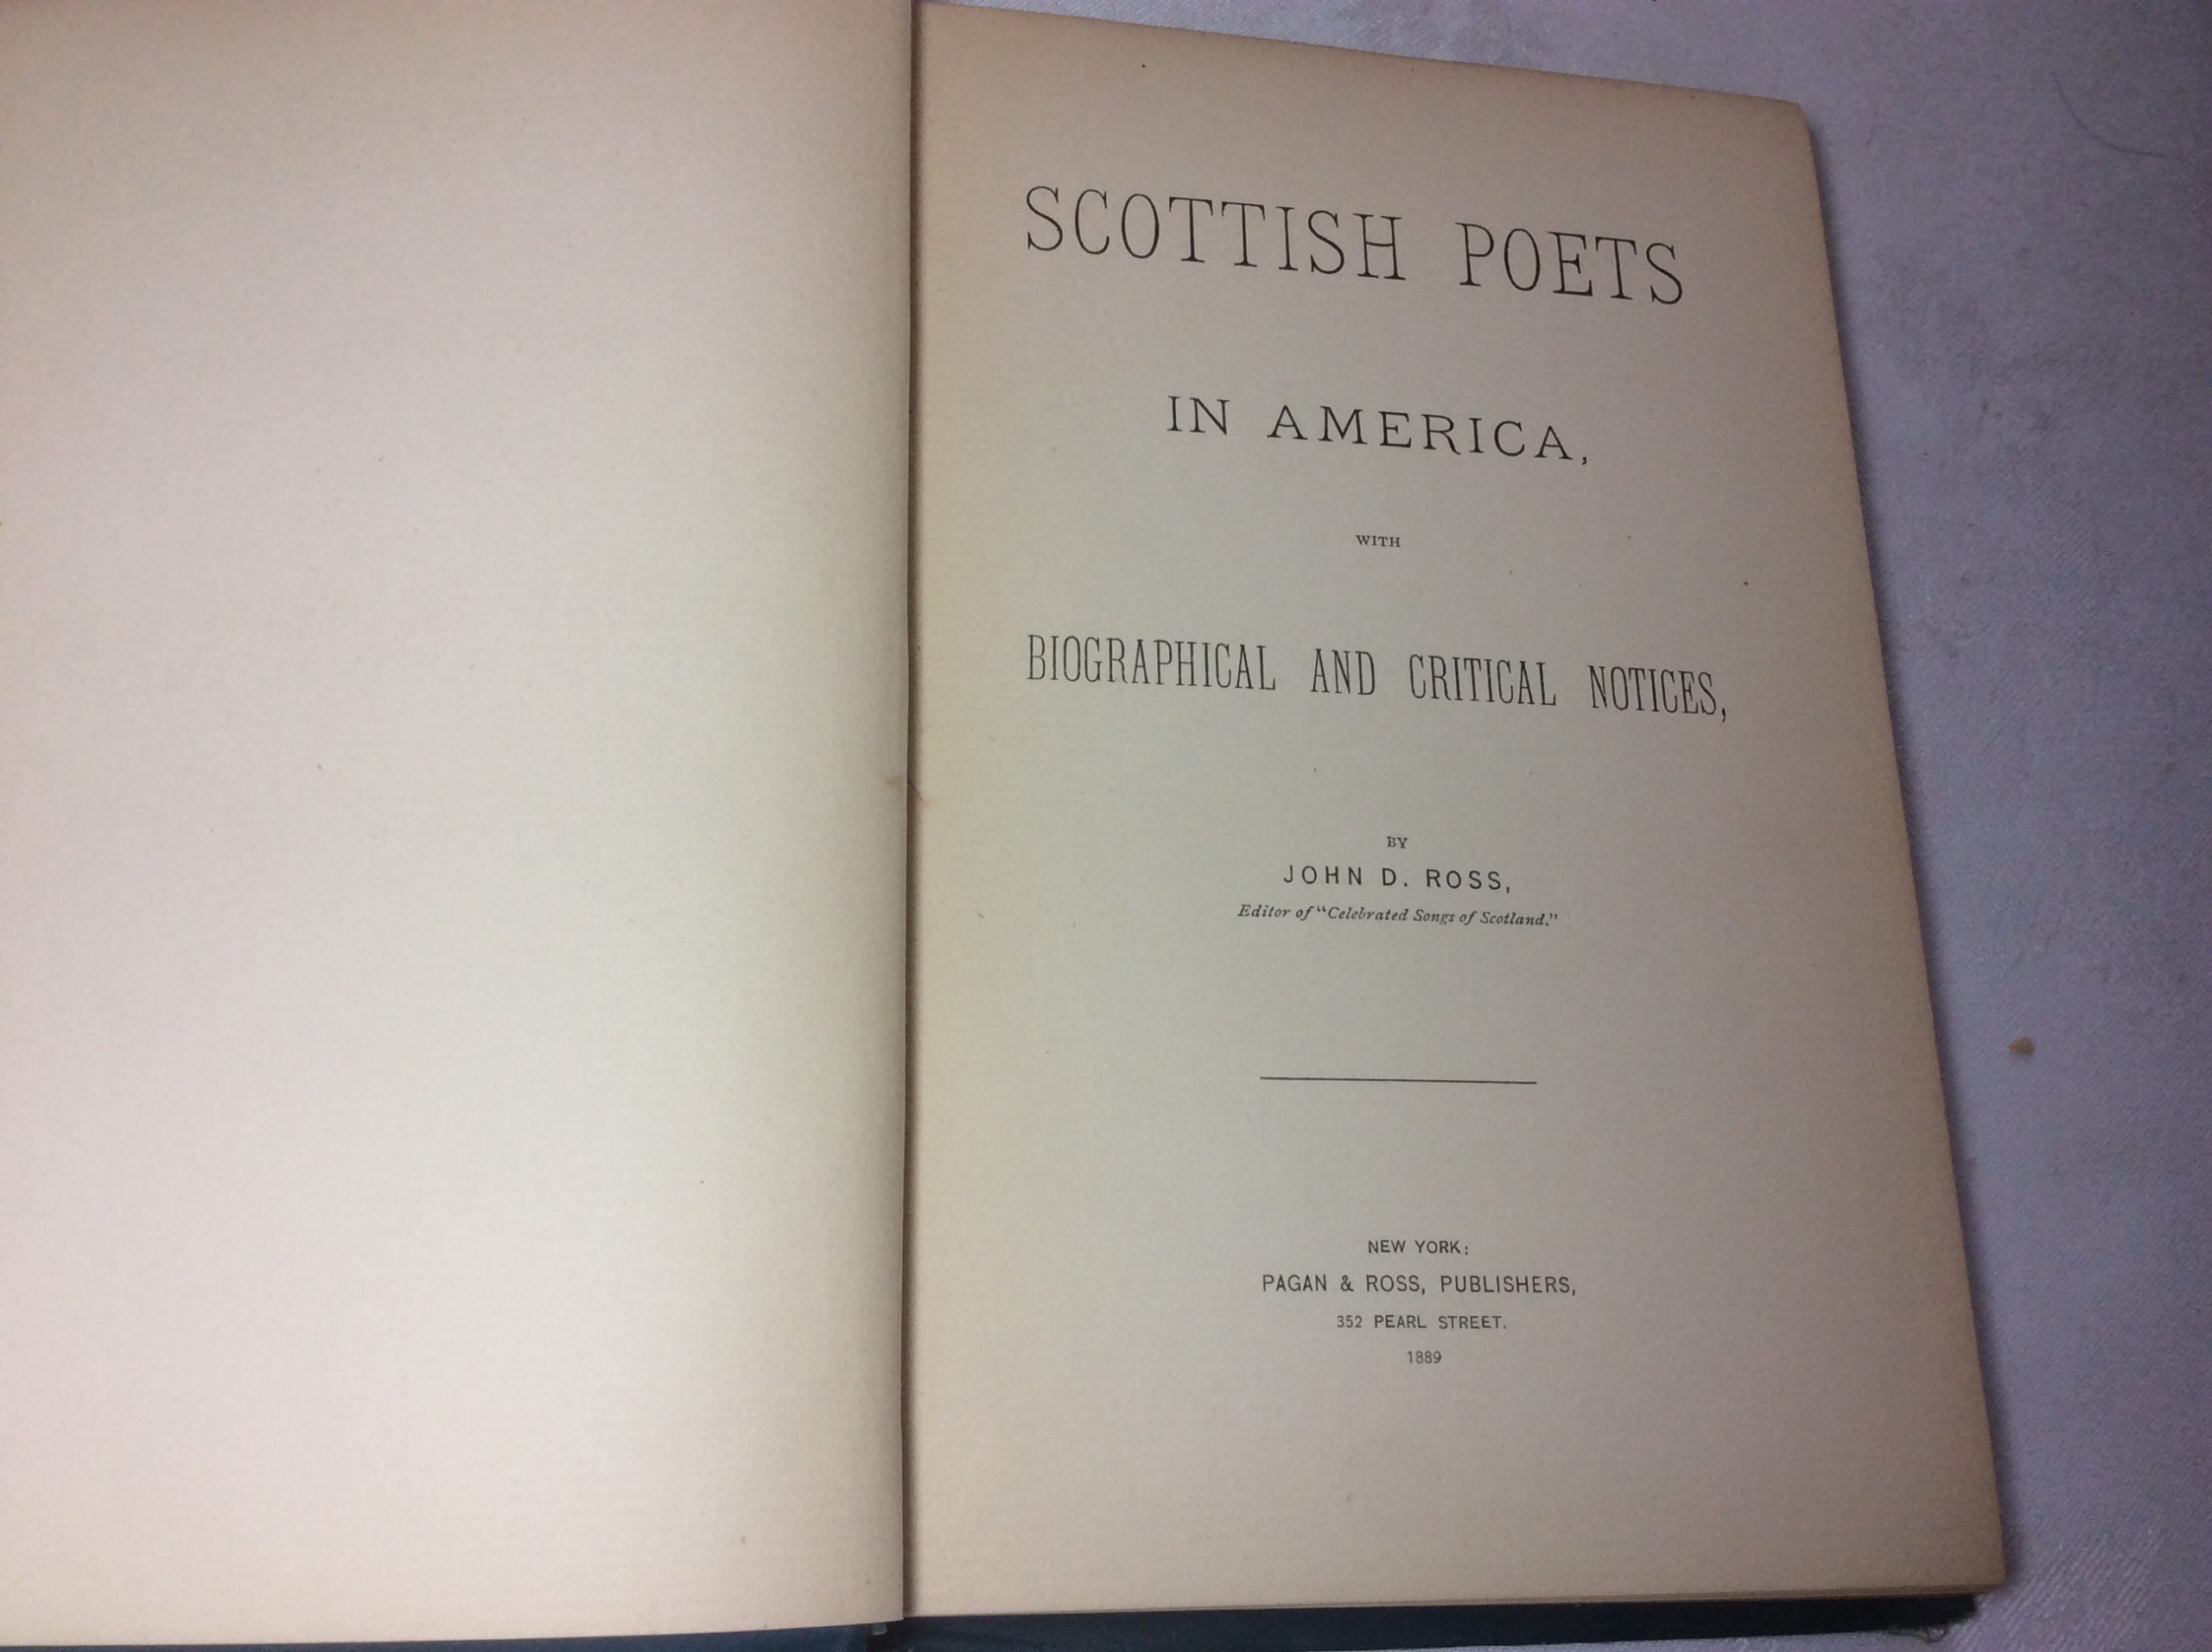 SCOTTISH POETS
IN AMERICA,
WITH
BIOGRAPHICAL AND CRITICAL NOTICES,
BY
JOHN D. ROSS,
Editor of "Celebrated Songs of Scotland."
NEW YORK:
PAGAN & ROSS, PUBLISHERS,
352 PEARL STREET.
1889